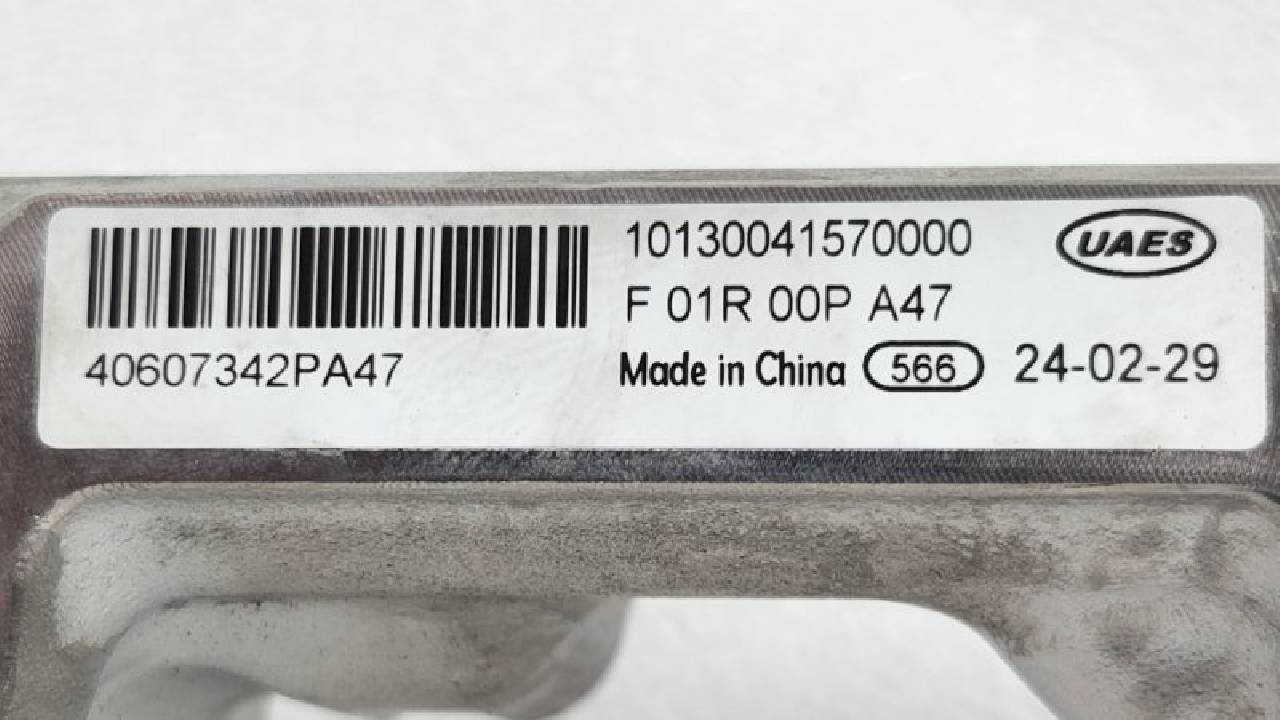 10130041570000
UAES
F 01R 00P A47
40607342PA47
Made in China 566 24-02-29